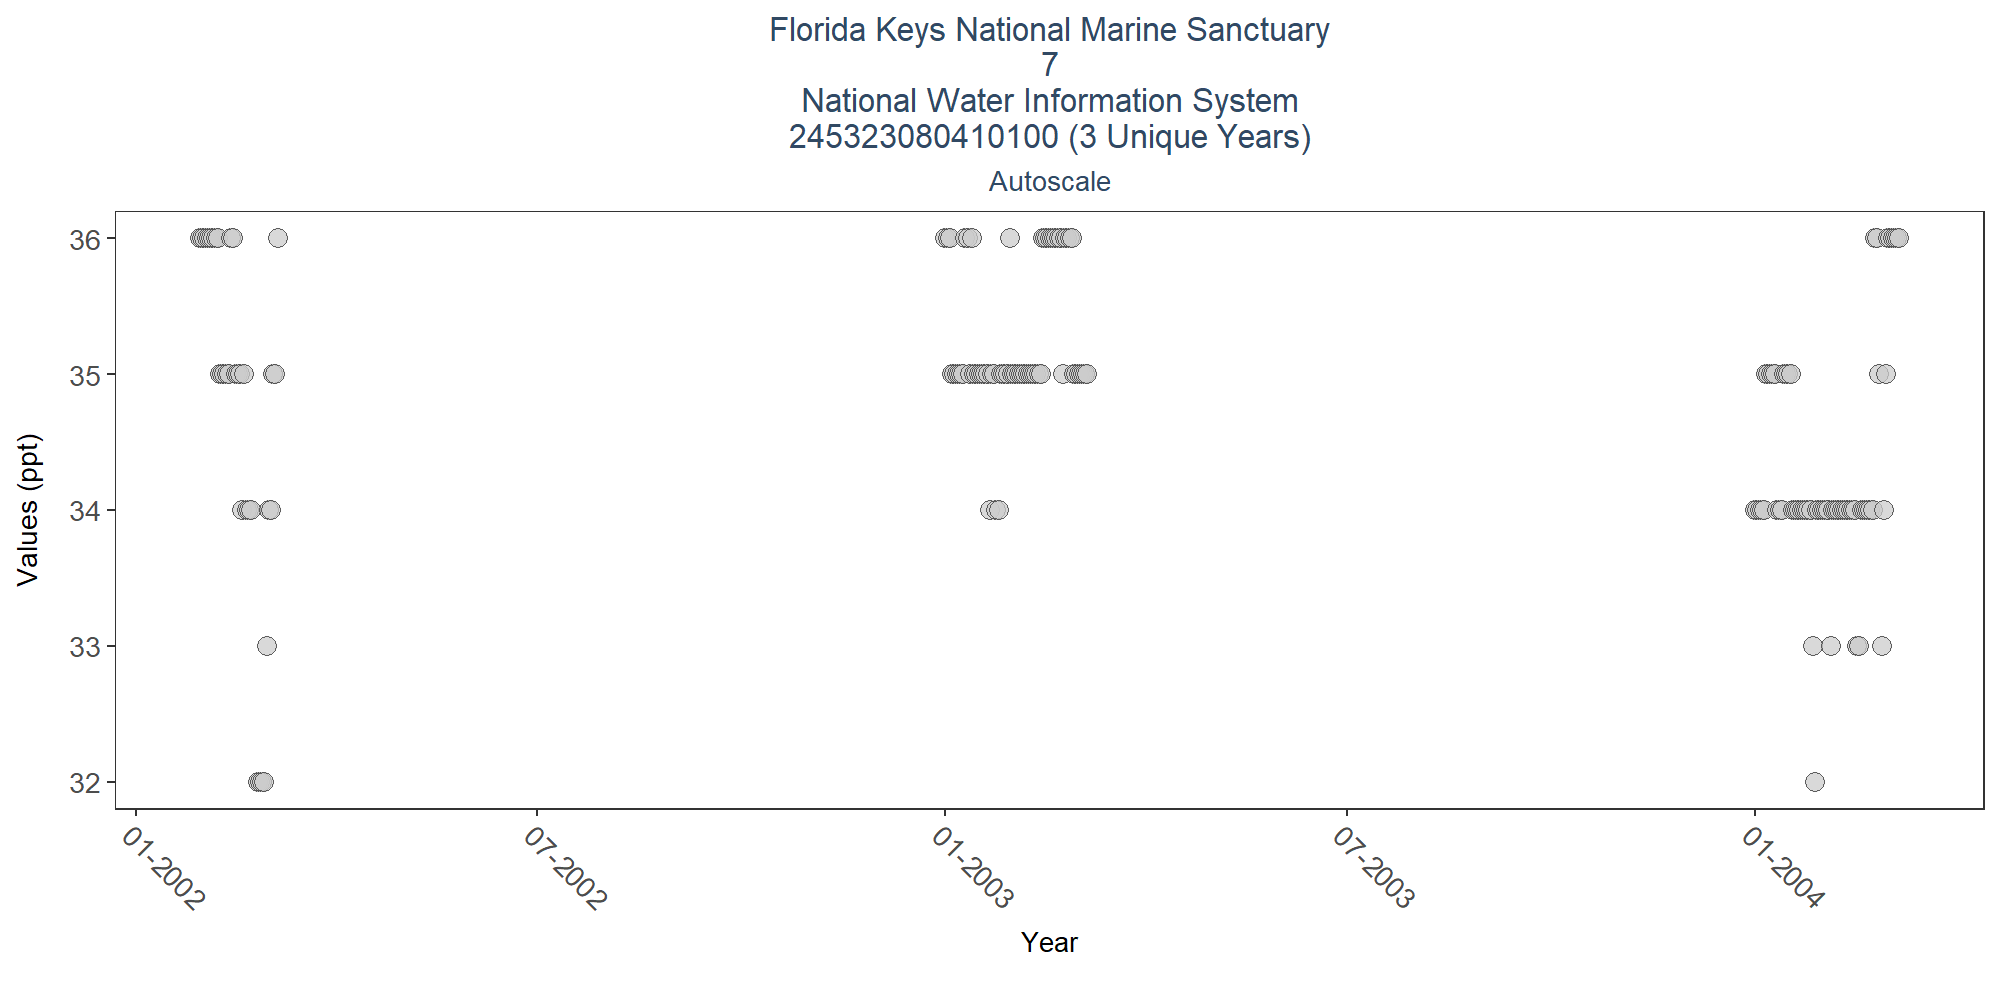 Florida Keys National Marine Sanctuary
7
National Water Information System
245323080410100 (3 Unique Years)
Autoscale
36
35
34
33
32
Values (ppt)
01-2002
07-2002
01-2003
07-2003
01-2004
Year